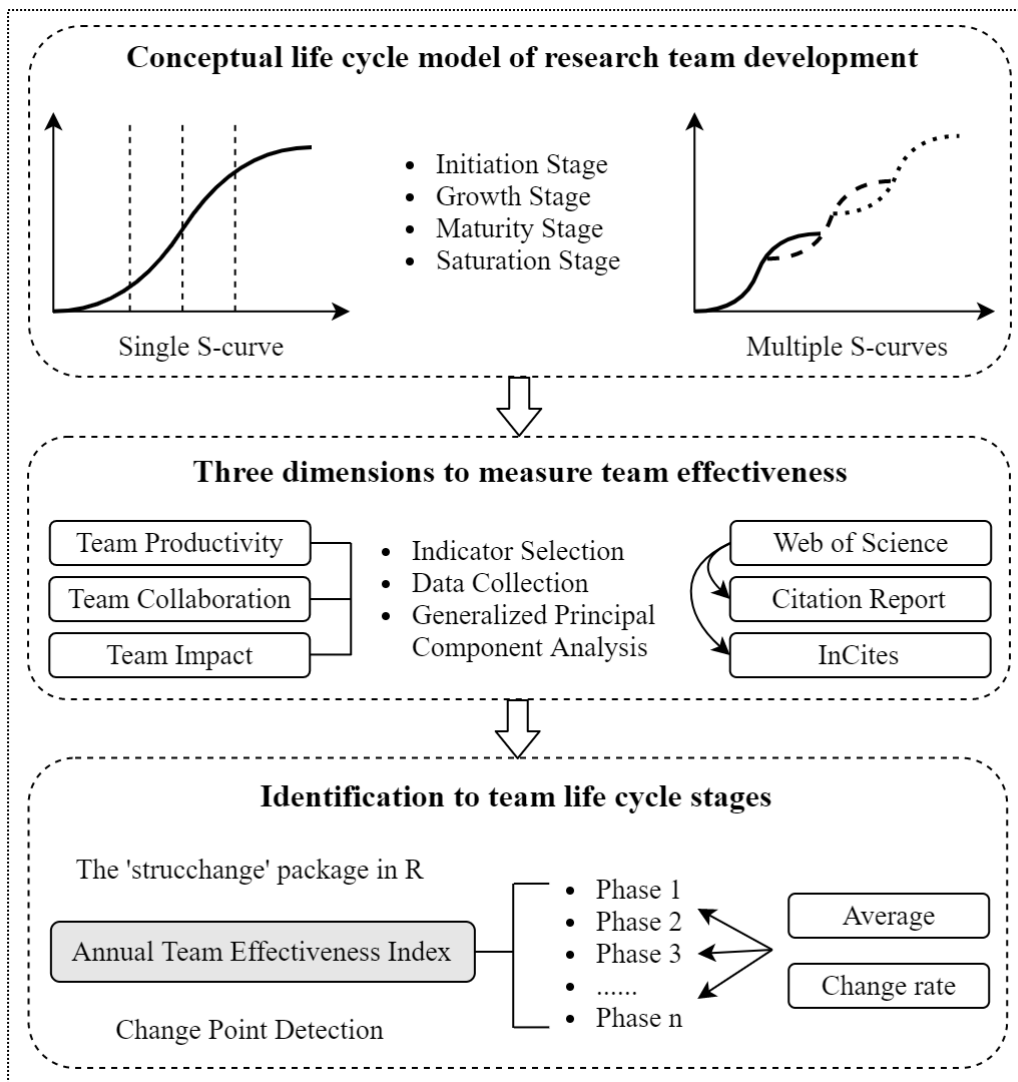 Conceptual life cycle model of research team development
• Initiation Stage
• Growth Stage
• Maturity Stage
• Saturation Stage
Single S-curve
Multiple S-curves
Three dimensions to measure team effectiveness
Team Productivity
Team Collaboration
Team Impact
• Indicator Selection
• Data Collection
• Generalized Principal
Component Analysis
Web of Science
Citation Report
InCites
Identification to team life cycle stages
The 'strucchange' package in R
Annual Team Effectiveness Index
Change Point Detection
• Phase 1
• Phase 2
• Phase 3
• ......
• Phase n
Average
Change rate